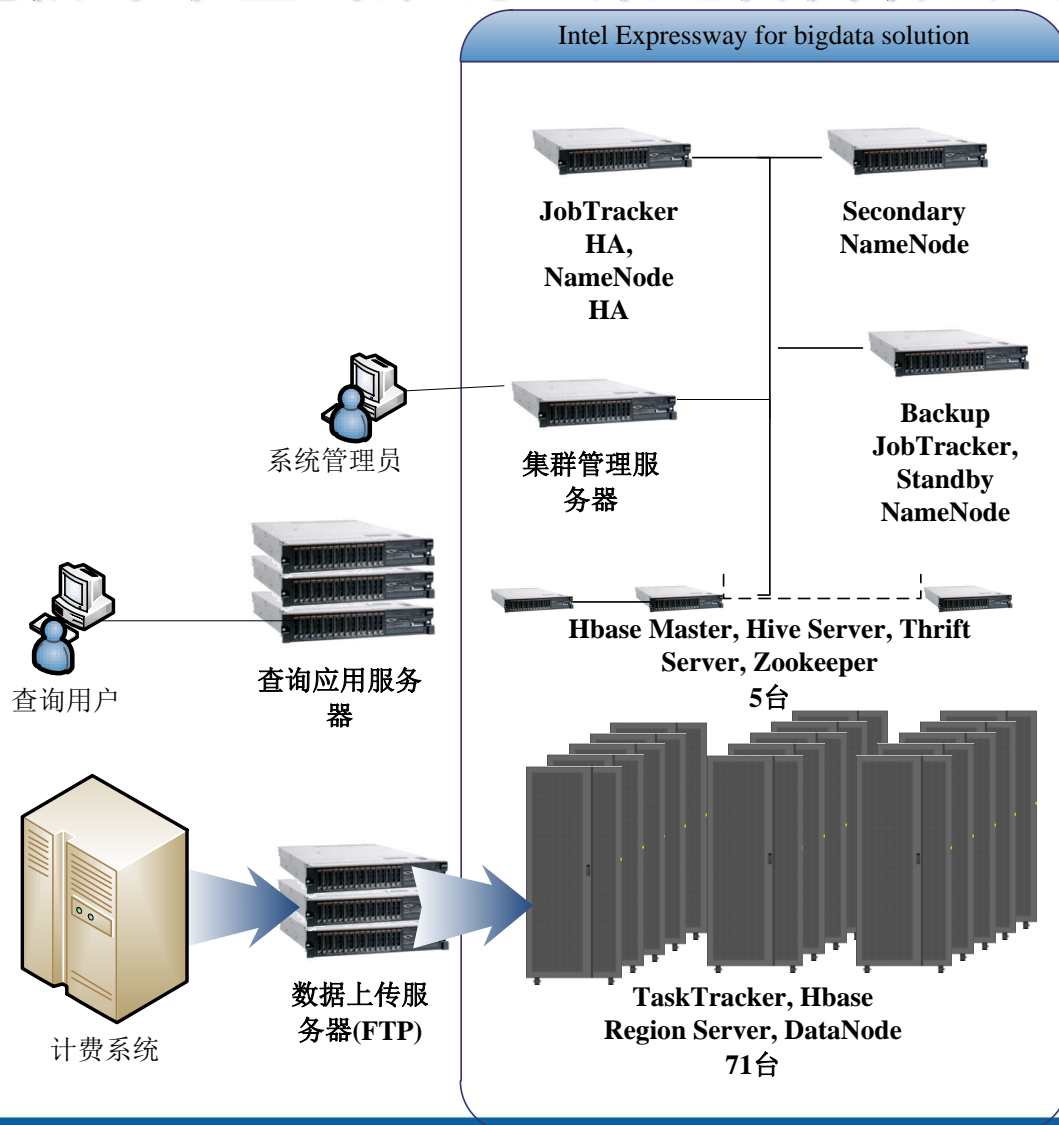 Intel Expressway for bigdata solution
JobTracker
HA,
NameNode
HA
Secondary
NameNode
系统管理员
集群管理服
务器
Backup
JobTracker,
Standby
NameNode
查询用户
查询应用服务
器
Hbase Master, Hive Server, Thrift
Server, Zookeeper
5台
计费系统
数据上传服
务器(FTP)
TaskTracker, Hbase
Region Server, DataNode
71台